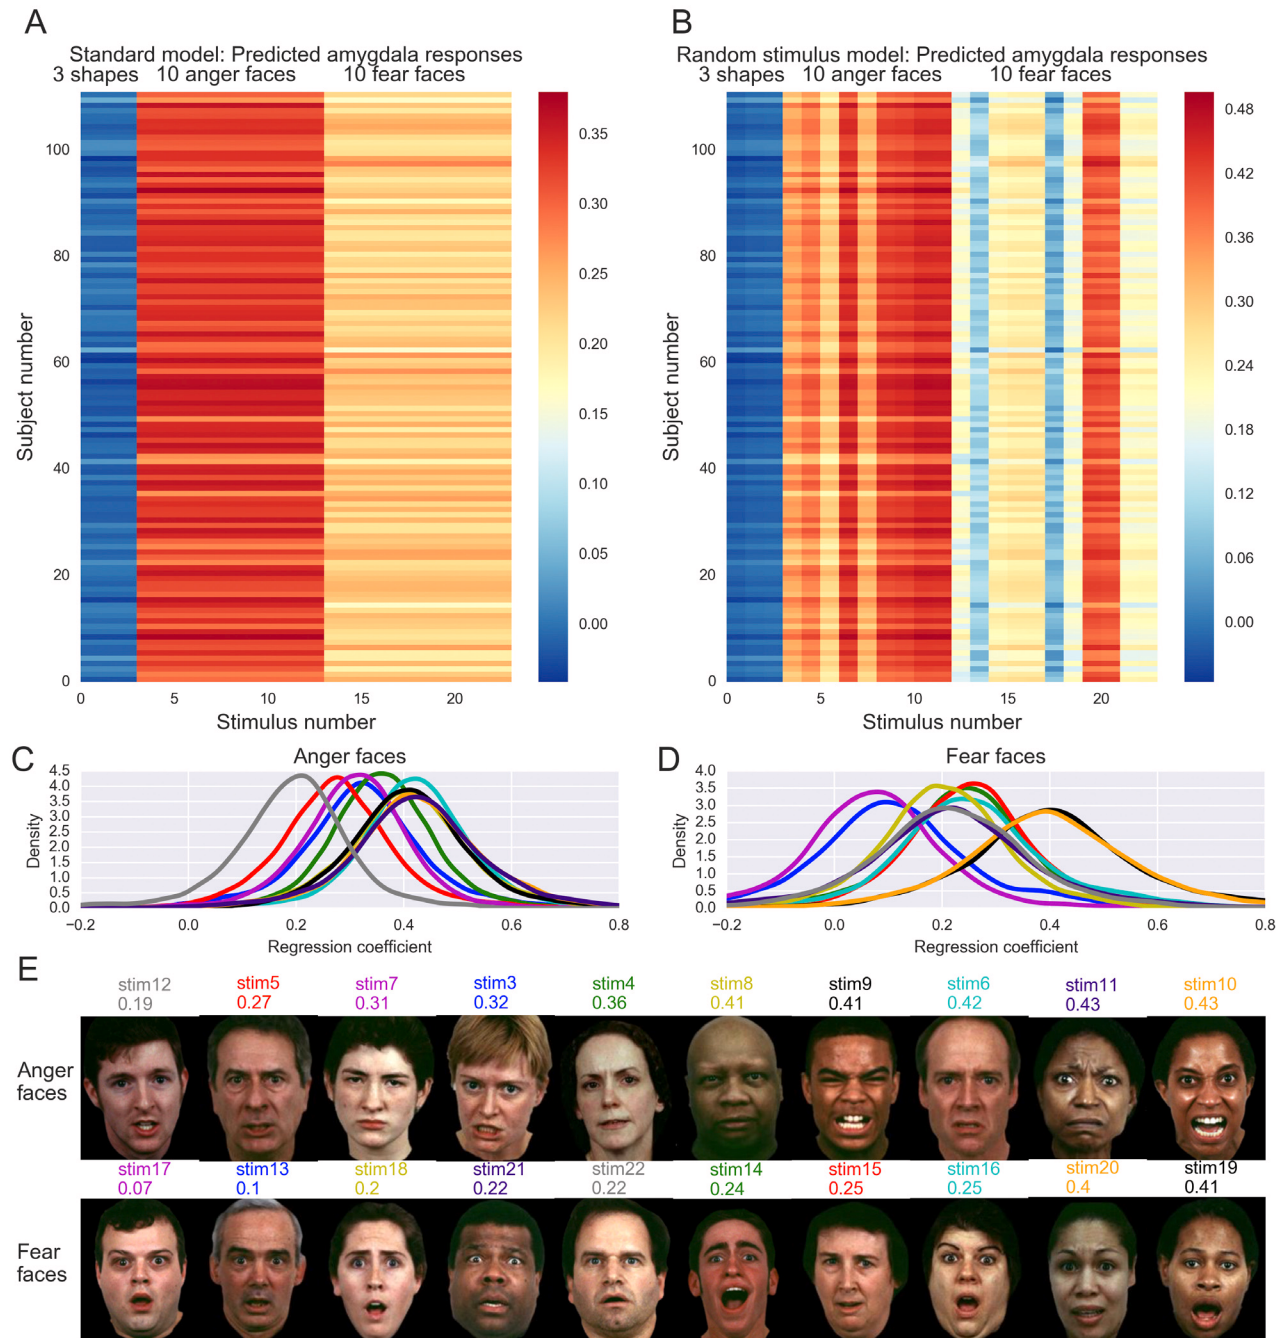 A
Standard model: Predicted amygdala responses
3 shapes 10 anger faces 10 fear faces
0.35
0.30
0.25
0.20
0.15
0.10
0.05
0.00
Subject number
100
80
60
40
20
0
0 5 10 15 20
Stimulus number
B
Random stimulus model: Predicted amygdala responses
3 shapes 10 anger faces 10 fear faces
0.48
0.42
0.36
0.30
0.24
0.18
0.12
0.06
0.00
Subject number
100
80
60
40
20
0
0 5 10 15 20
Stimulus number
C
Anger faces
Density
4.5
4.0
3.5
3.0
2.5
2.0
1.5
1.0
0.5
0.0
−0.2 0.0 0.2 0.4 0.6 0.8
Regression coefficient
D
Fear faces
Density
4.0
3.5
3.0
2.5
2.0
1.5
1.0
0.5
0.0
−0.2 0.0 0.2 0.4 0.6 0.8
Regression coefficient
E
stim12 stim5 stim7 stim3 stim4 stim8 stim9 stim6 stim11 stim10
0.19 0.27 0.31 0.32 0.36 0.41 0.41 0.42 0.43 0.43
Anger
faces
stim17 stim13 stim18 stim21 stim22 stim14 stim15 stim16 stim20 stim19
0.07 0.1 0.2 0.22 0.22 0.24 0.25 0.25 0.4 0.41
Fear
faces